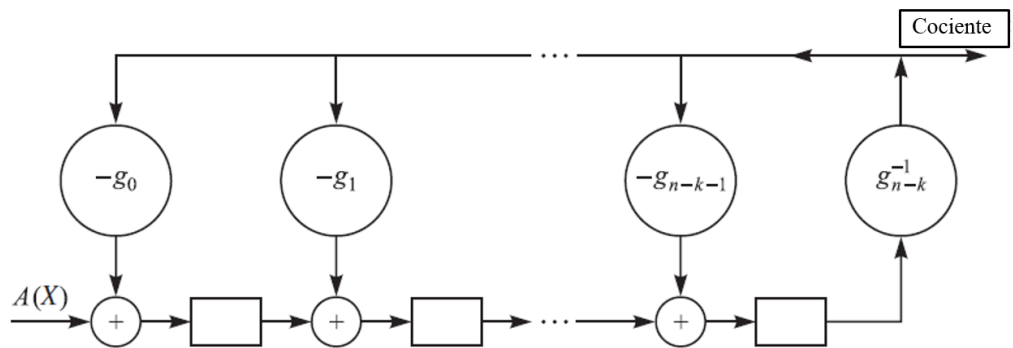 Cociente
...
−g₀
−g₁
−gₙ₋ₖ₋₁
g⁻¹ₙ₋ₖ
A(X)
+
+
...
+